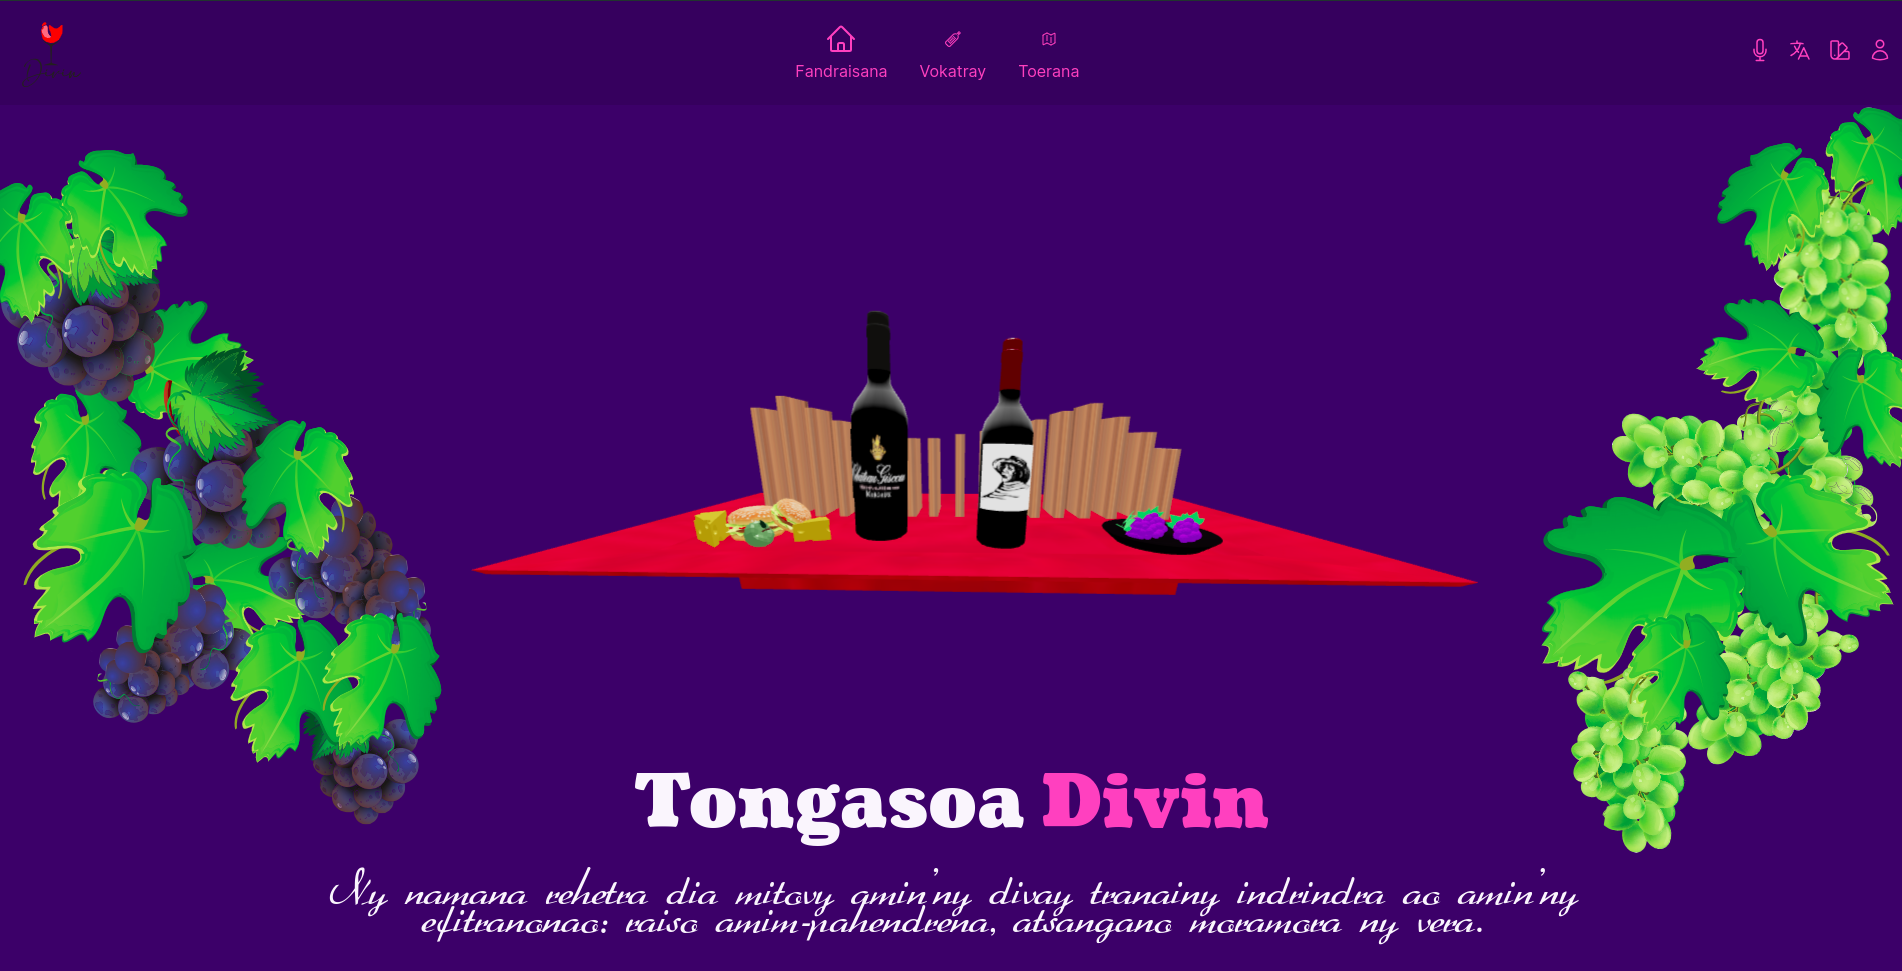 Fandraisana
Vokatray
Toerana
Tongasoa Divin
Ny namana rehetra dia mitovy amin'ny divay tranainy indrindra ao amin'ny
efitranonao: raiso amim-pahendrena, atsangano moramora ny vera.